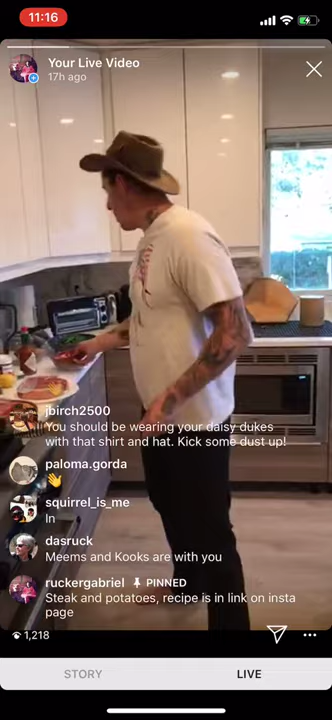 11:16
Your Live Video
17h ago
jbirch2500
You should be wearing your daisy dukes
with that shirt and hat. Kick some dust up!
paloma.gorda
👋
squirrel_is_me
In
dasruck
Meems and Kooks are with you
ruckergabriel PINNED
Steak and potatoes, recipe is in link on insta
page
1,218
STORY LIVE